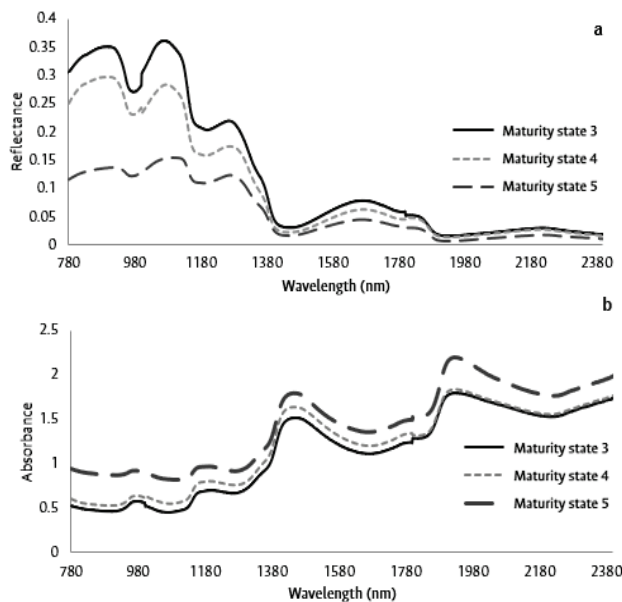 a
0.4
0.35
0.3
0.25
0.2
0.15
0.1
0.05
0
Reflectance
Maturity state 3
Maturity state 4
Maturity state 5
780 980 1180 1380 1580 1780 1980 2180 2380
Wavelength (nm)
b
2.5
2
1.5
1
0.5
0
Absorbance
Maturity state 3
Maturity state 4
Maturity state 5
780 980 1180 1380 1580 1780 1980 2180 2380
Wavelength (nm)